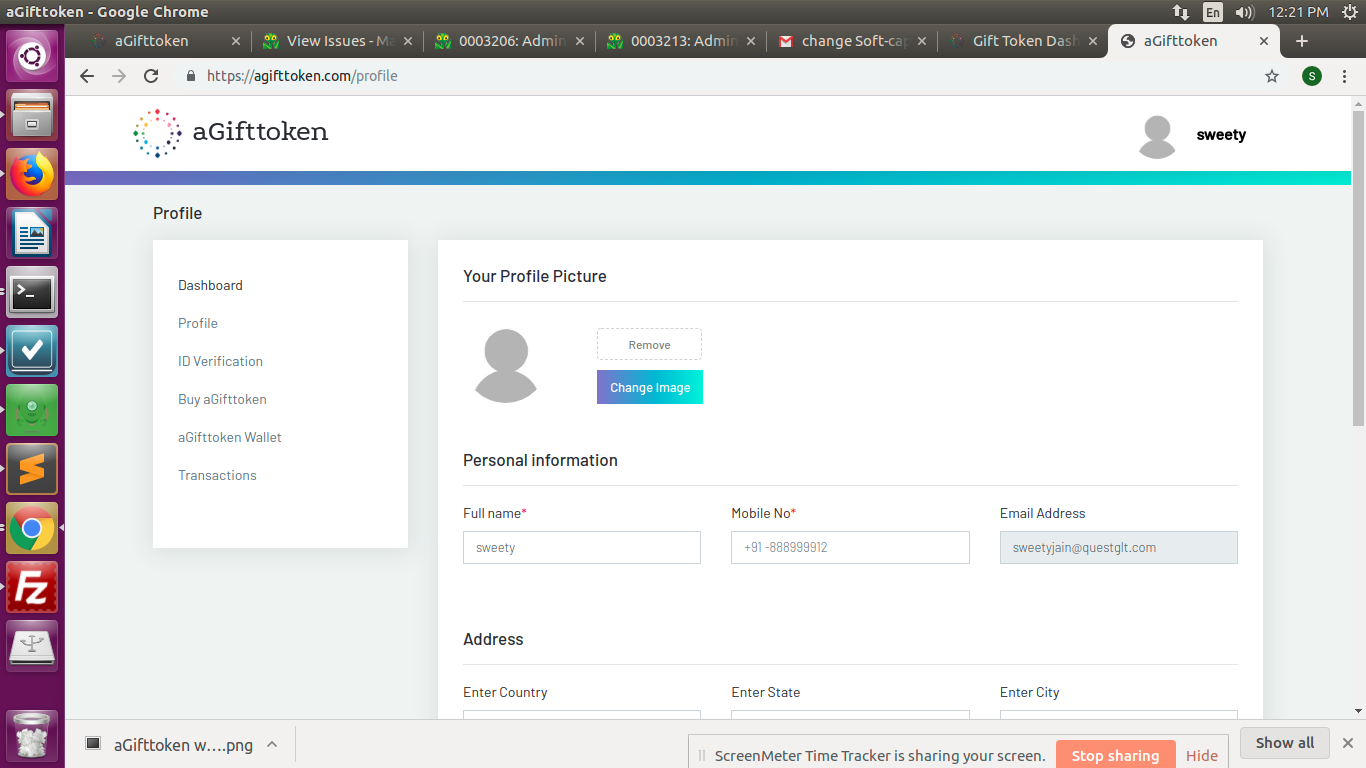 aGifttoken - Google Chrome
En
12:21 PM
aGifttoken
View Issues - Ma
0003206: Admin
0003213: Admin
change Soft-cap
Gift Token Dash
aGifttoken
https://agifttoken.com/profile
S
aGifttoken
sweety
Profile
Dashboard
Profile
ID Verification
Buy aGifttoken
aGifttoken Wallet
Transactions
Your Profile Picture
Remove
Change Image
Personal information
Full name*
Mobile No*
Email Address
sweety
+91 -888999912
sweetyjain@questglt.com
Address
Enter Country
Enter State
Enter City
aGifttoken w....png
ScreenMeter Time Tracker is sharing your screen.
Stop sharing
Hide
Show all